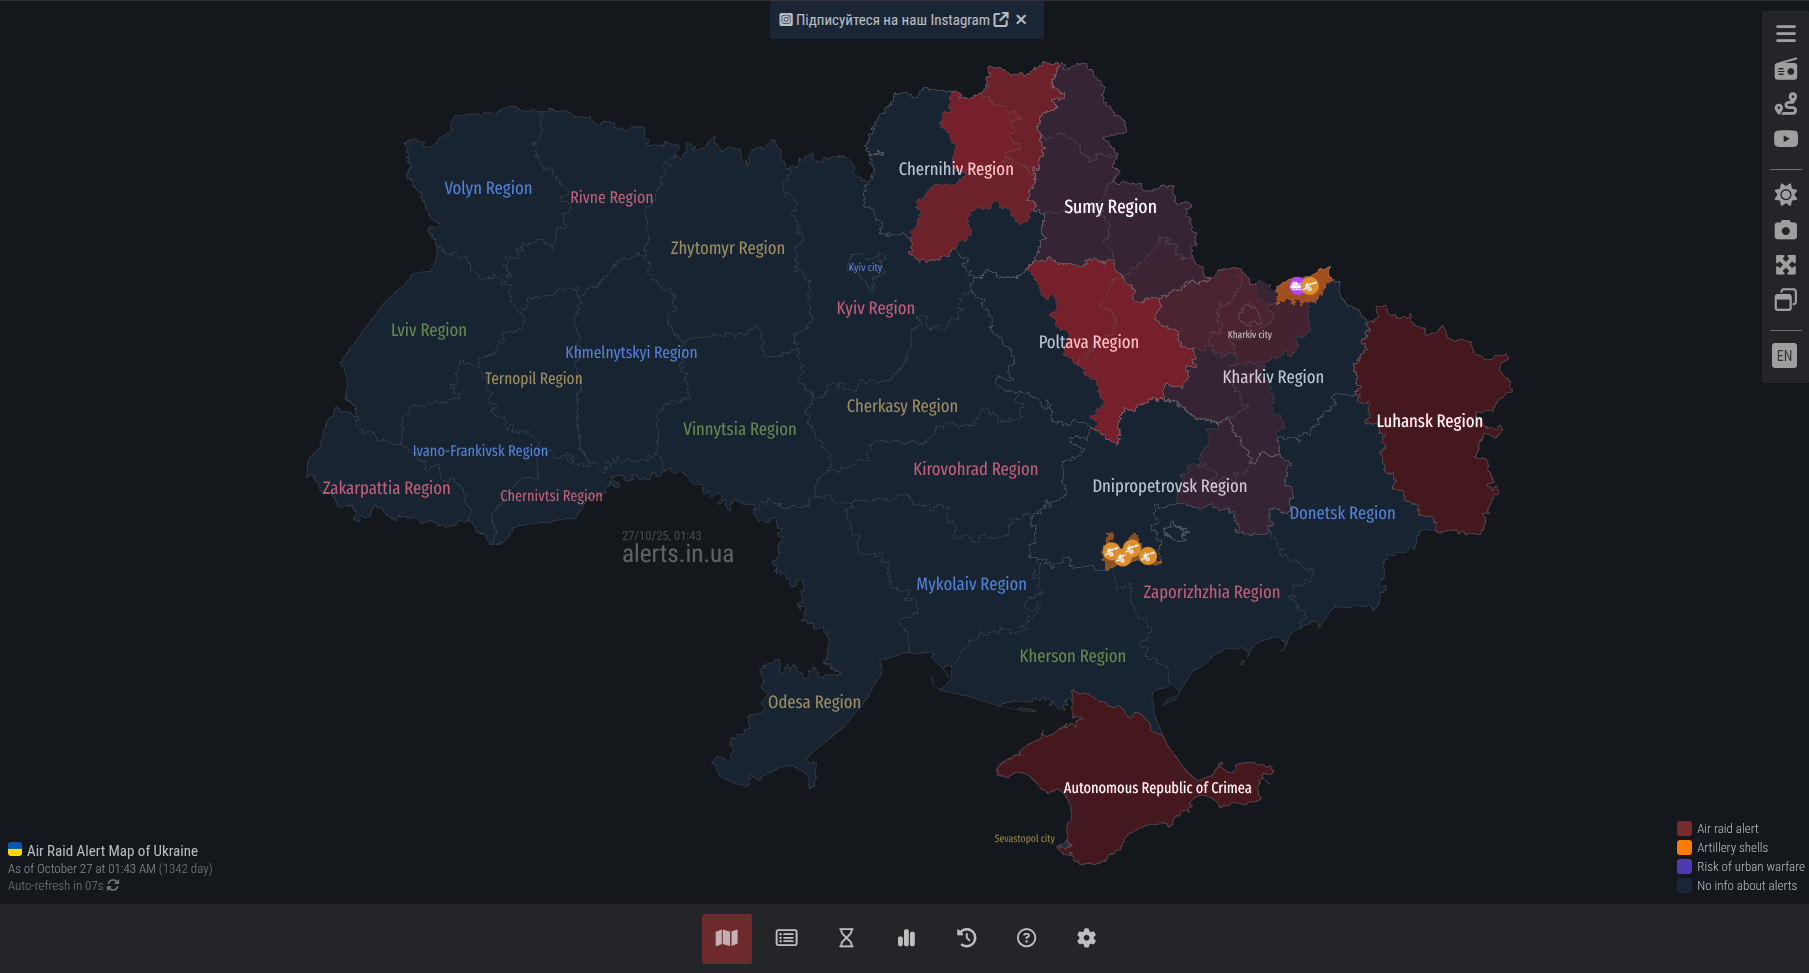 Підписуйтеся на наш Instagram
Chernihiv Region
Volyn Region
Rivne Region
Sumy Region
Zhytomyr Region
Kyiv city
Kyiv Region
Lviv Region
Kharkiv city
Poltava Region
Khmelnytskyi Region
Ternopil Region
Kharkiv Region
Cherkasy Region
Luhansk Region
Vinnytsia Region
Ivano-Frankivsk Region
Kirovohrad Region
Zakarpattia Region
Chernivtsi Region
Dnipropetrovsk Region
Donetsk Region
27/10/25, 01:43
alerts.in.ua
Mykolaiv Region
Zaporizhzhia Region
Kherson Region
Odesa Region
Autonomous Republic of Crimea
Sevastopol city
EN
Air Raid Alert Map of Ukraine
As of October 27 at 01:43 AM (1342 day)
Auto-refresh in 07s
Air raid alert
Artillery shells
Risk of urban warfare
No info about alerts